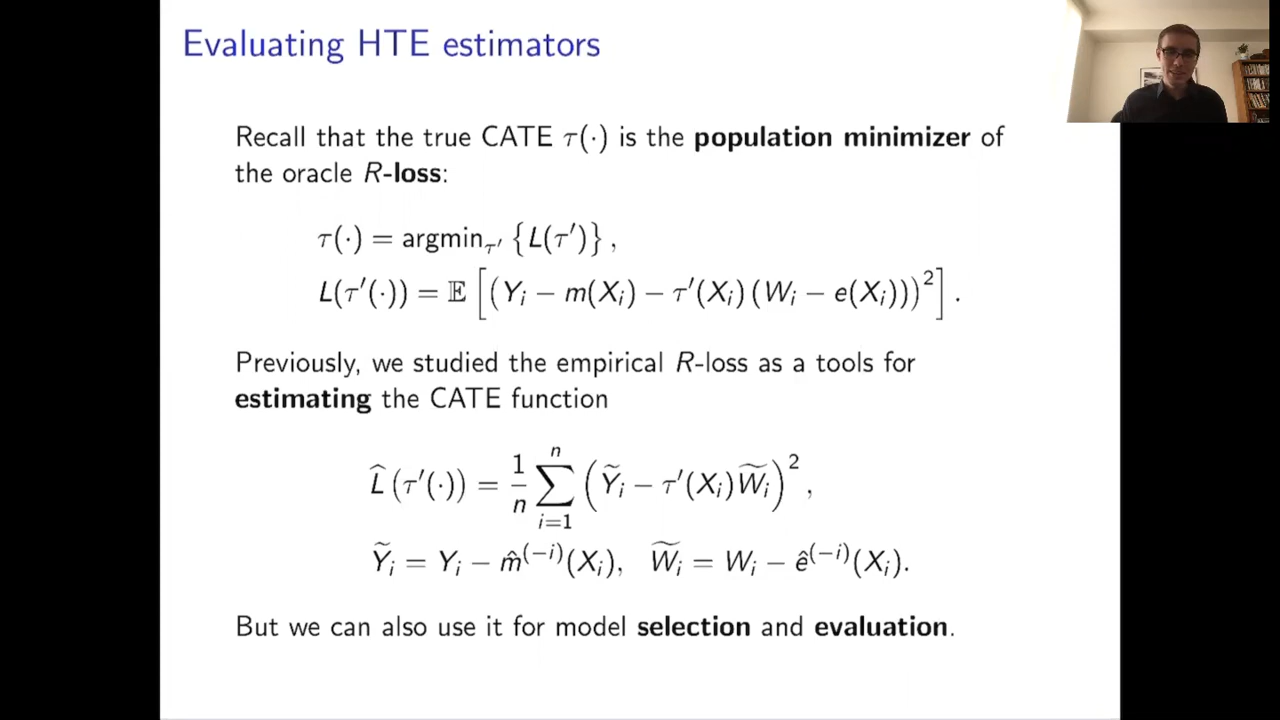 Evaluating HTE estimators
Recall that the true CATE τ(·) is the population minimizer of
the oracle R-loss:
τ(·) = argmin_{τ′} {L(τ′)} ,
L(τ′(·)) = 𝔼 [(Y_i − m(X_i) − τ′(X_i) (W_i − e(X_i)))^2] .
Previously, we studied the empirical R-loss as a tools for
estimating the CATE function
L̂ (τ′(·)) = 1/n ∑_{i=1}^{n} (Ỹ_i − τ′(X_i)W̃_i)^2 ,
Ỹ_i = Y_i − m̂^{(−i)}(X_i), W̃_i = W_i − ê^{(−i)}(X_i).
But we can also use it for model selection and evaluation.